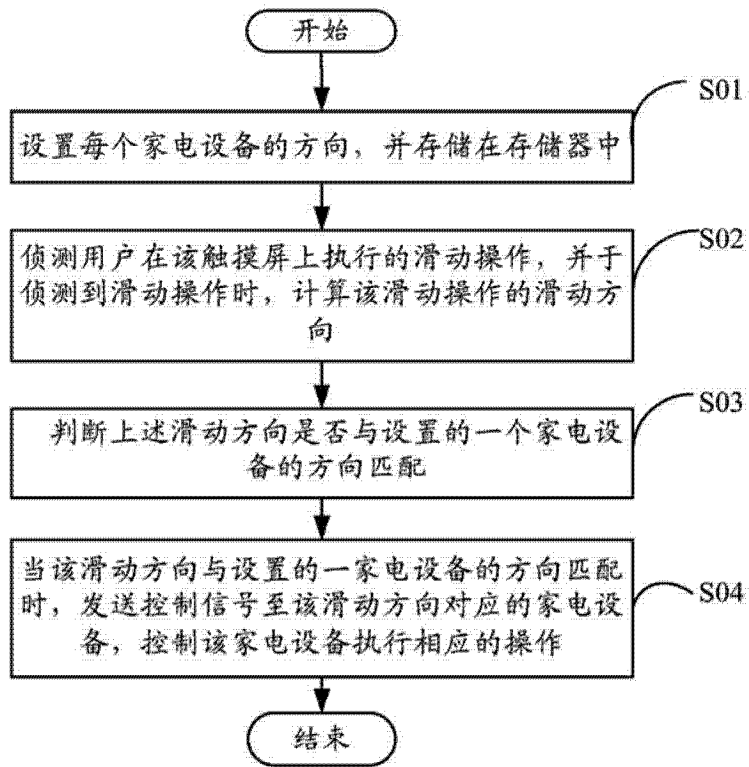 开始
S01
设置每个家电设备的方向，并存储在存储器中
S02
侦测用户在该触摸屏上执行的滑动操作，并于
侦测到滑动操作时，计算该滑动操作的滑动方
向
S03
判断上述滑动方向是否与设置的一个家电设
备的方向匹配
S04
当该滑动方向与设置的一家电设备的方向匹配
时，发送控制信号至该滑动方向对应的家电设
备，控制该家电设备执行相应的操作
结束